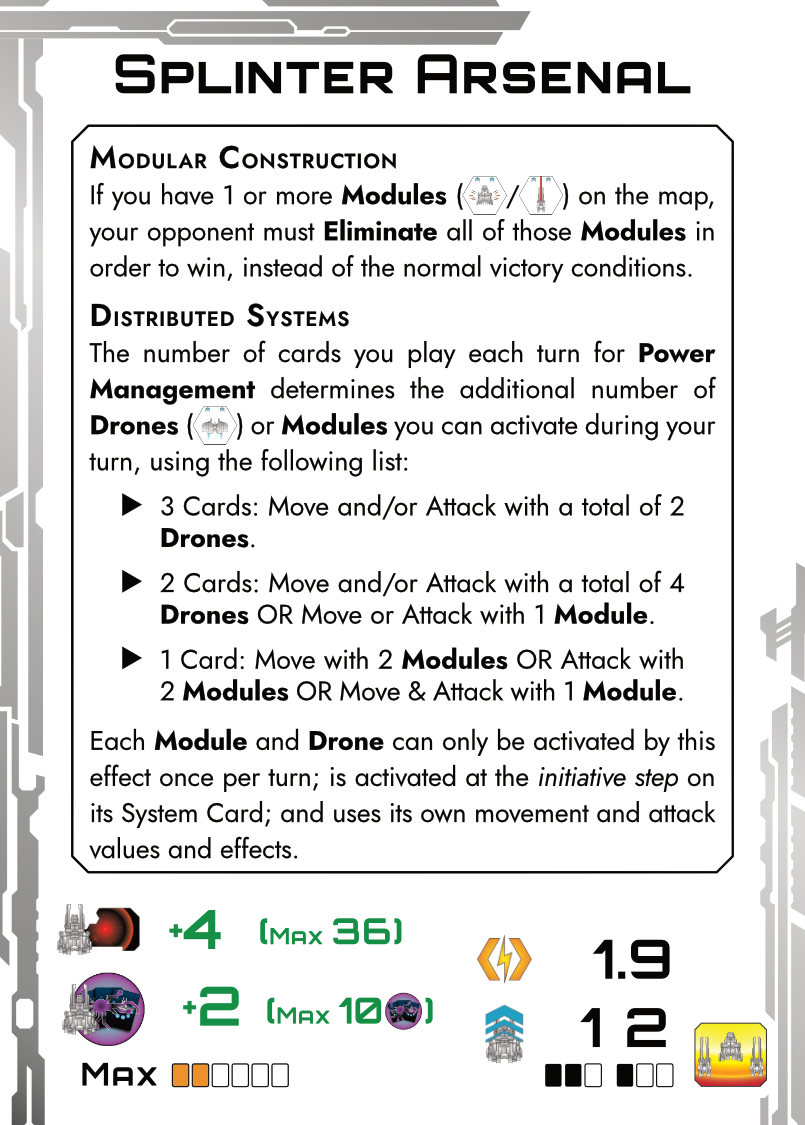 Splinter Arsenal
Modular Construction
If you have 1 or more Modules ( / ) on the map,
your opponent must Eliminate all of those Modules in
order to win, instead of the normal victory conditions.
Distributed Systems
The number of cards you play each turn for Power
Management determines the additional number of
Drones ( ) or Modules you can activate during your
turn, using the following list:
▶ 3 Cards: Move and/or Attack with a total of 2
Drones.
▶ 2 Cards: Move and/or Attack with a total of 4
Drones OR Move or Attack with 1 Module.
▶ 1 Card: Move with 2 Modules OR Attack with
2 Modules OR Move & Attack with 1 Module.
Each Module and Drone can only be activated by this
effect once per turn; is activated at the initiative step on
its System Card; and uses its own movement and attack
values and effects.
+4 (Max 36)
+2 (Max 10 )
Max
1.9
1 2